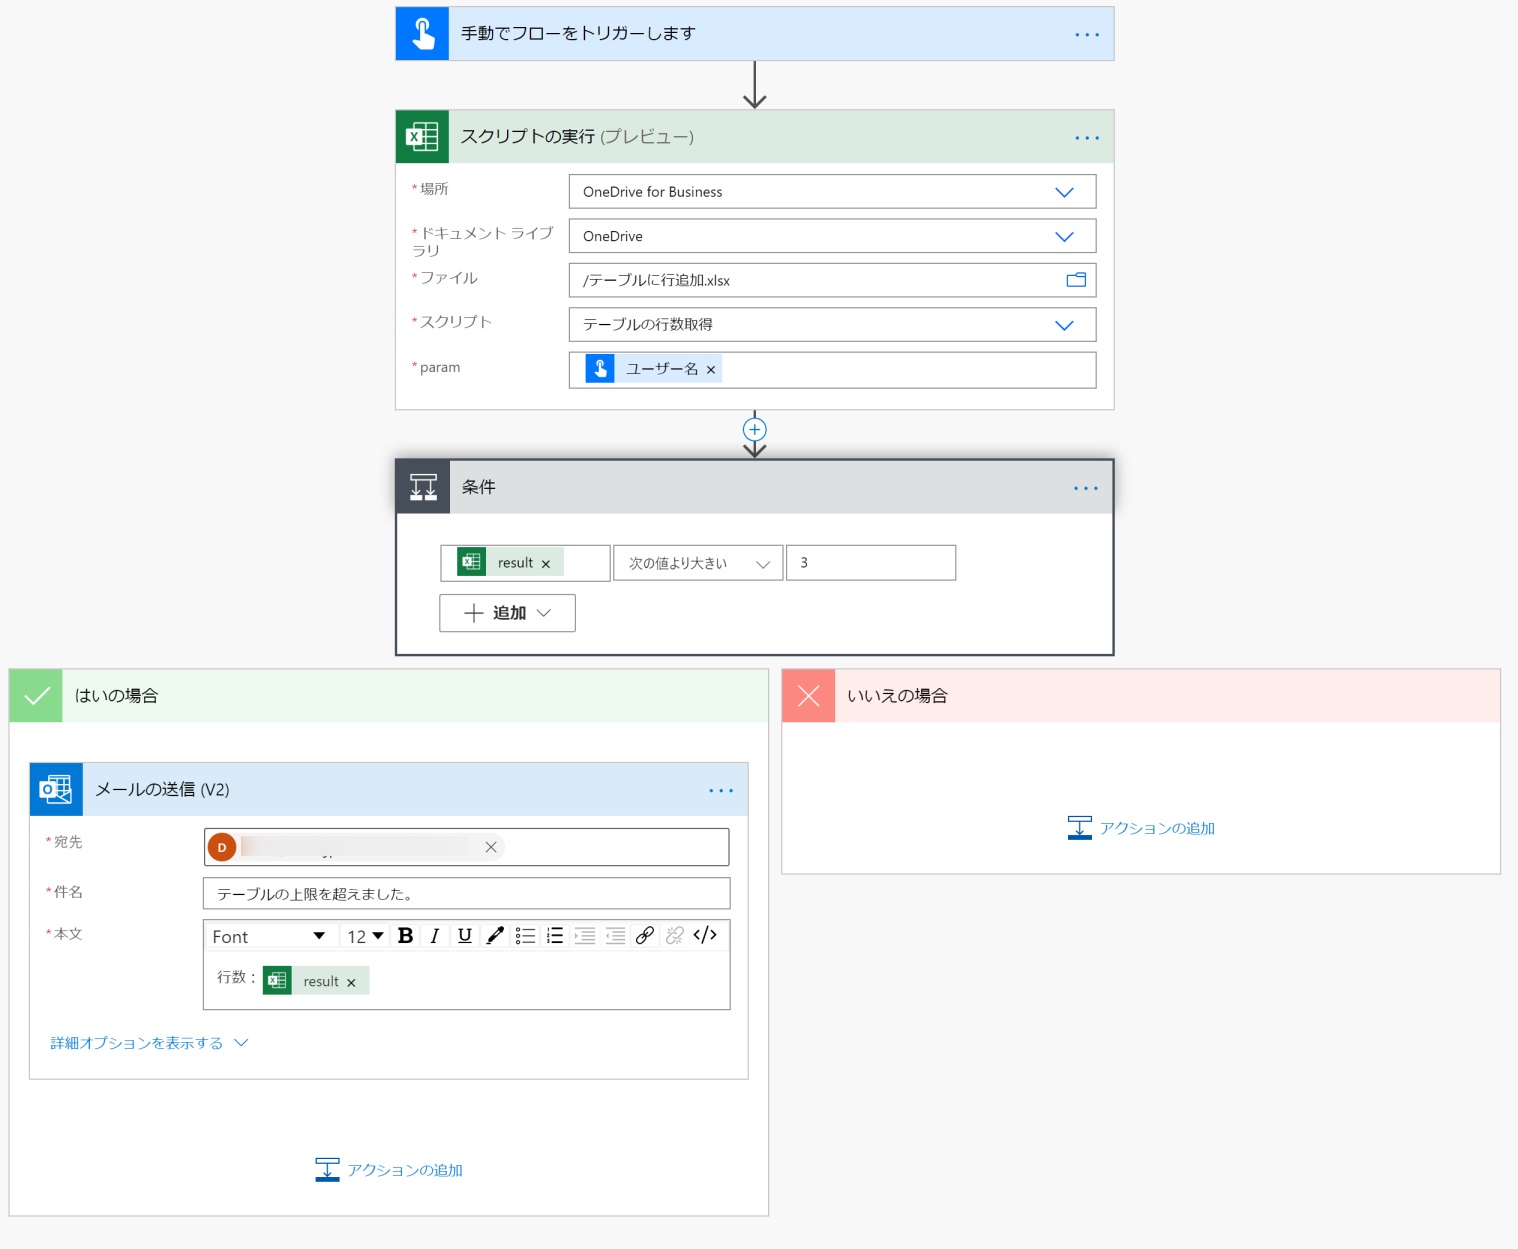 手動でフローをトリガーします
スクリプトの実行 (プレビュー)
*場所
OneDrive for Business
*ドキュメント ライブ
ラリ
OneDrive
*ファイル
/テーブルに行追加.xlsx
*スクリプト
テーブルの行数取得
*param
ユーザー名 ×
条件
result ×
次の値より大きい
3
+ 追加
はいの場合
メールの送信 (V2)
*宛先
D
*件名
テーブルの上限を超えました。
*本文
Font
12
B I U </>
行数： result ×
詳細オプションを表示する
アクションの追加
いいえの場合
アクションの追加